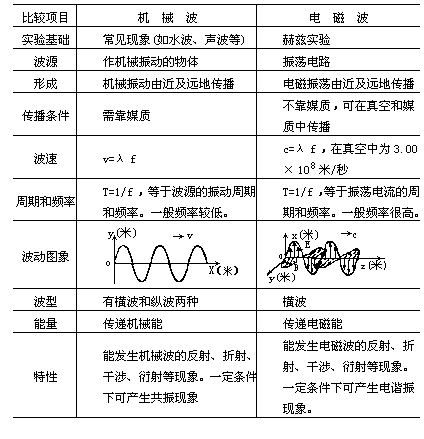 比较项目 机 械 波 电 磁 波
实验基础 常见现象(如水波、声波等) 赫兹实验
波源 作机械振动的物体 振荡电路
形成 机械振动由近及远地传播 电磁振荡由近及远传播
传播条件 需靠媒质 不靠媒质，可在真空和媒
质中传播
波速 v=λ f c=λ f ，在真空中为 3.00
× 10⁸ 米/秒
周期和频率 T=1/f ，等于波源的振动周期
和频率。一般频率较低。
T=1/f ，等于振荡电流的周
期和频率。一般频率很高。
波动图象
y(米) →v
o X(米)
x(米) →c
E
o B
y(米) z(米)
波型 有横波和纵波两种 横波
能量 传递机械能 传递电磁能
特性
能发生机械波的反射、折射、
干涉、衍射等现象。一定条件
下可产生共振现象
能发生电磁波的反射、折
射、干涉、衍射等现象。
一定条件下可产生电谐振
现象。